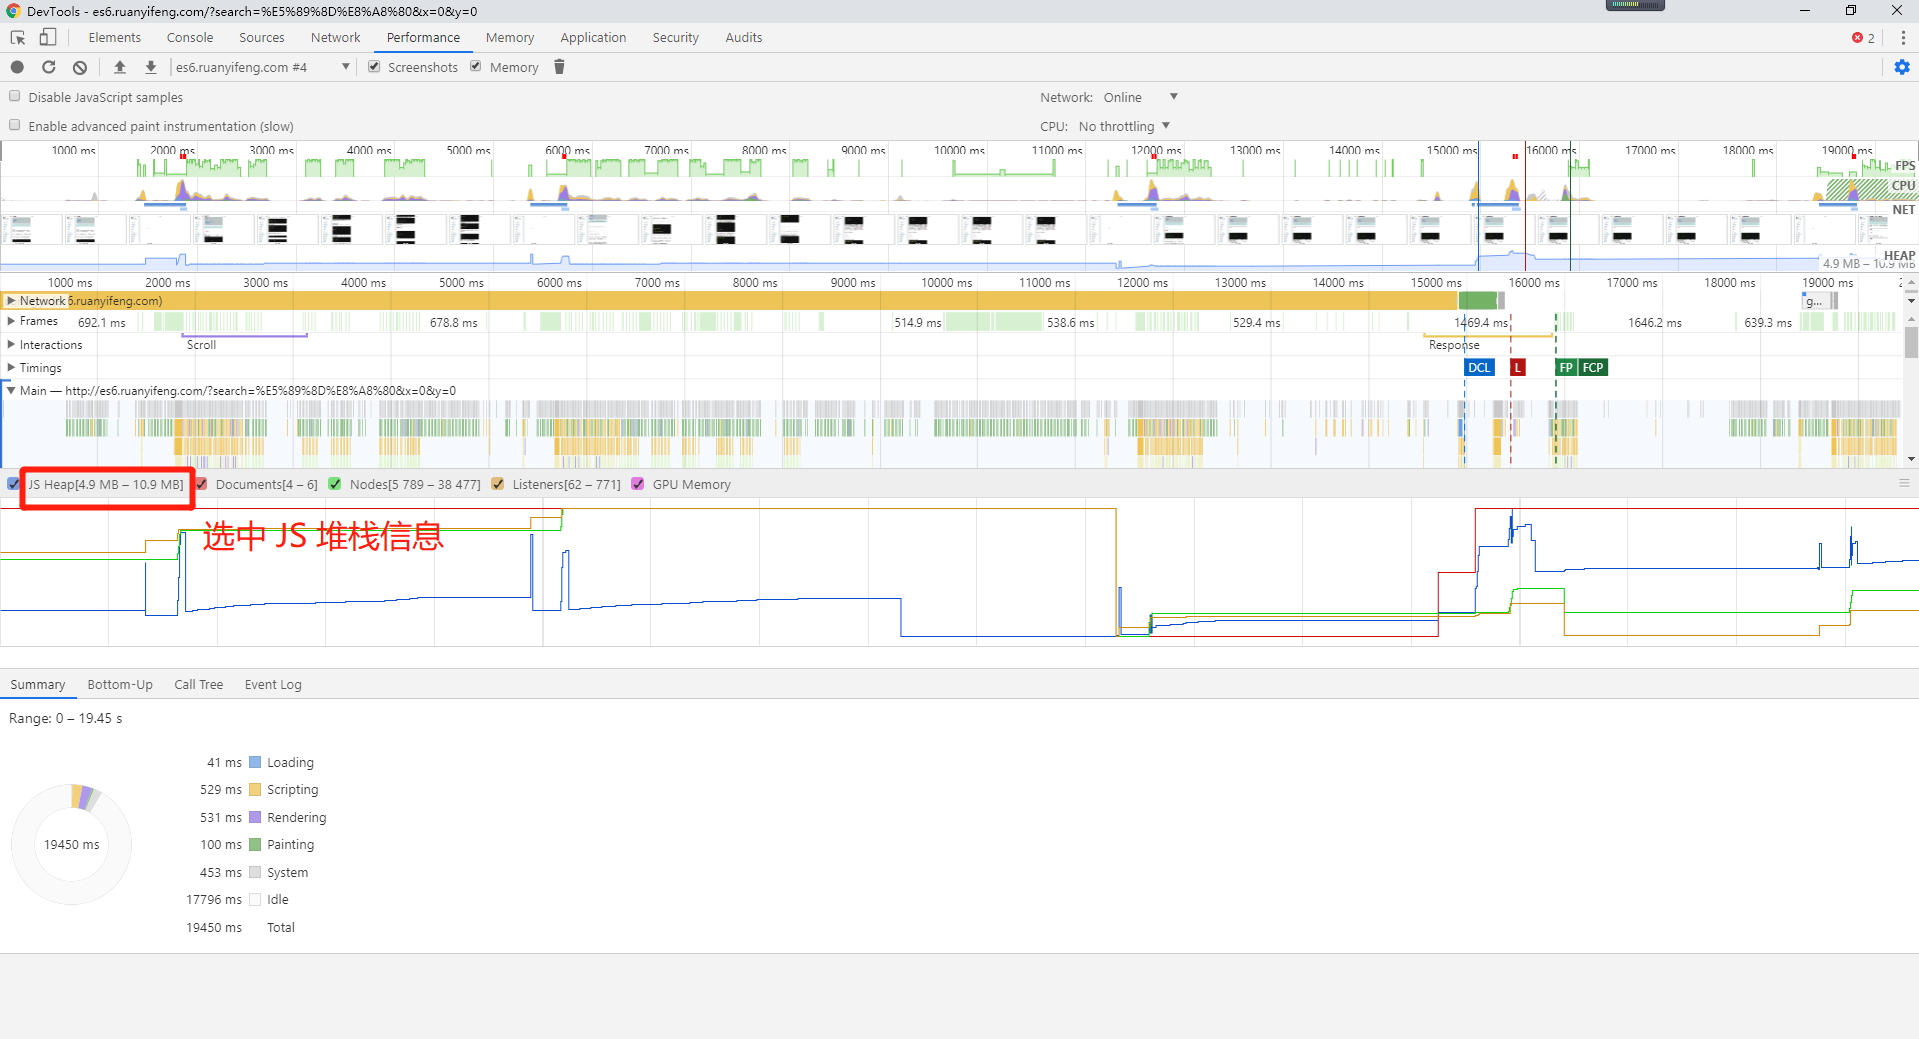 DevTools - es6.ruanyifeng.com/?search=%E5%89%8D%E8%A8%80&x=0&y=0
Elements Console Sources Network Performance Memory Application Security Audits 2
es6.ruanyifeng.com #4 Screenshots Memory
Disable JavaScript samples Network: Online
Enable advanced paint instrumentation (slow) CPU: No throttling
1000 ms 2000 ms 3000 ms 4000 ms 5000 ms 6000 ms 7000 ms 8000 ms 9000 ms 10000 ms 11000 ms 12000 ms 13000 ms 14000 ms 15000 ms 16000 ms 17000 ms 18000 ms 19000 ms
FPS
CPU
NET
HEAP
4.9 MB – 10.9 MB
1000 ms 2000 ms 3000 ms 4000 ms 5000 ms 6000 ms 7000 ms 8000 ms 9000 ms 10000 ms 11000 ms 12000 ms 13000 ms 14000 ms 15000 ms 16000 ms 17000 ms 18000 ms 19000 ms
Network 6.ruanyifeng.com) g...
Frames 692.1 ms 678.8 ms 514.9 ms 538.6 ms 529.4 ms 1469.4 ms 1646.2 ms 639.3 ms
Interactions Scroll Response
Timings DCL L FP FCP
Main — http://es6.ruanyifeng.com/?search=%E5%89%8D%E8%A8%80&x=0&y=0
JS Heap[4.9 MB – 10.9 MB] Documents[4 – 6] Nodes[5 789 – 38 477] Listeners[62 – 771] GPU Memory
选中 JS 堆栈信息
Summary Bottom-Up Call Tree Event Log
Range: 0 – 19.45 s
41 ms Loading
529 ms Scripting
531 ms Rendering
100 ms Painting
453 ms System
17796 ms Idle
19450 ms Total
19450 ms